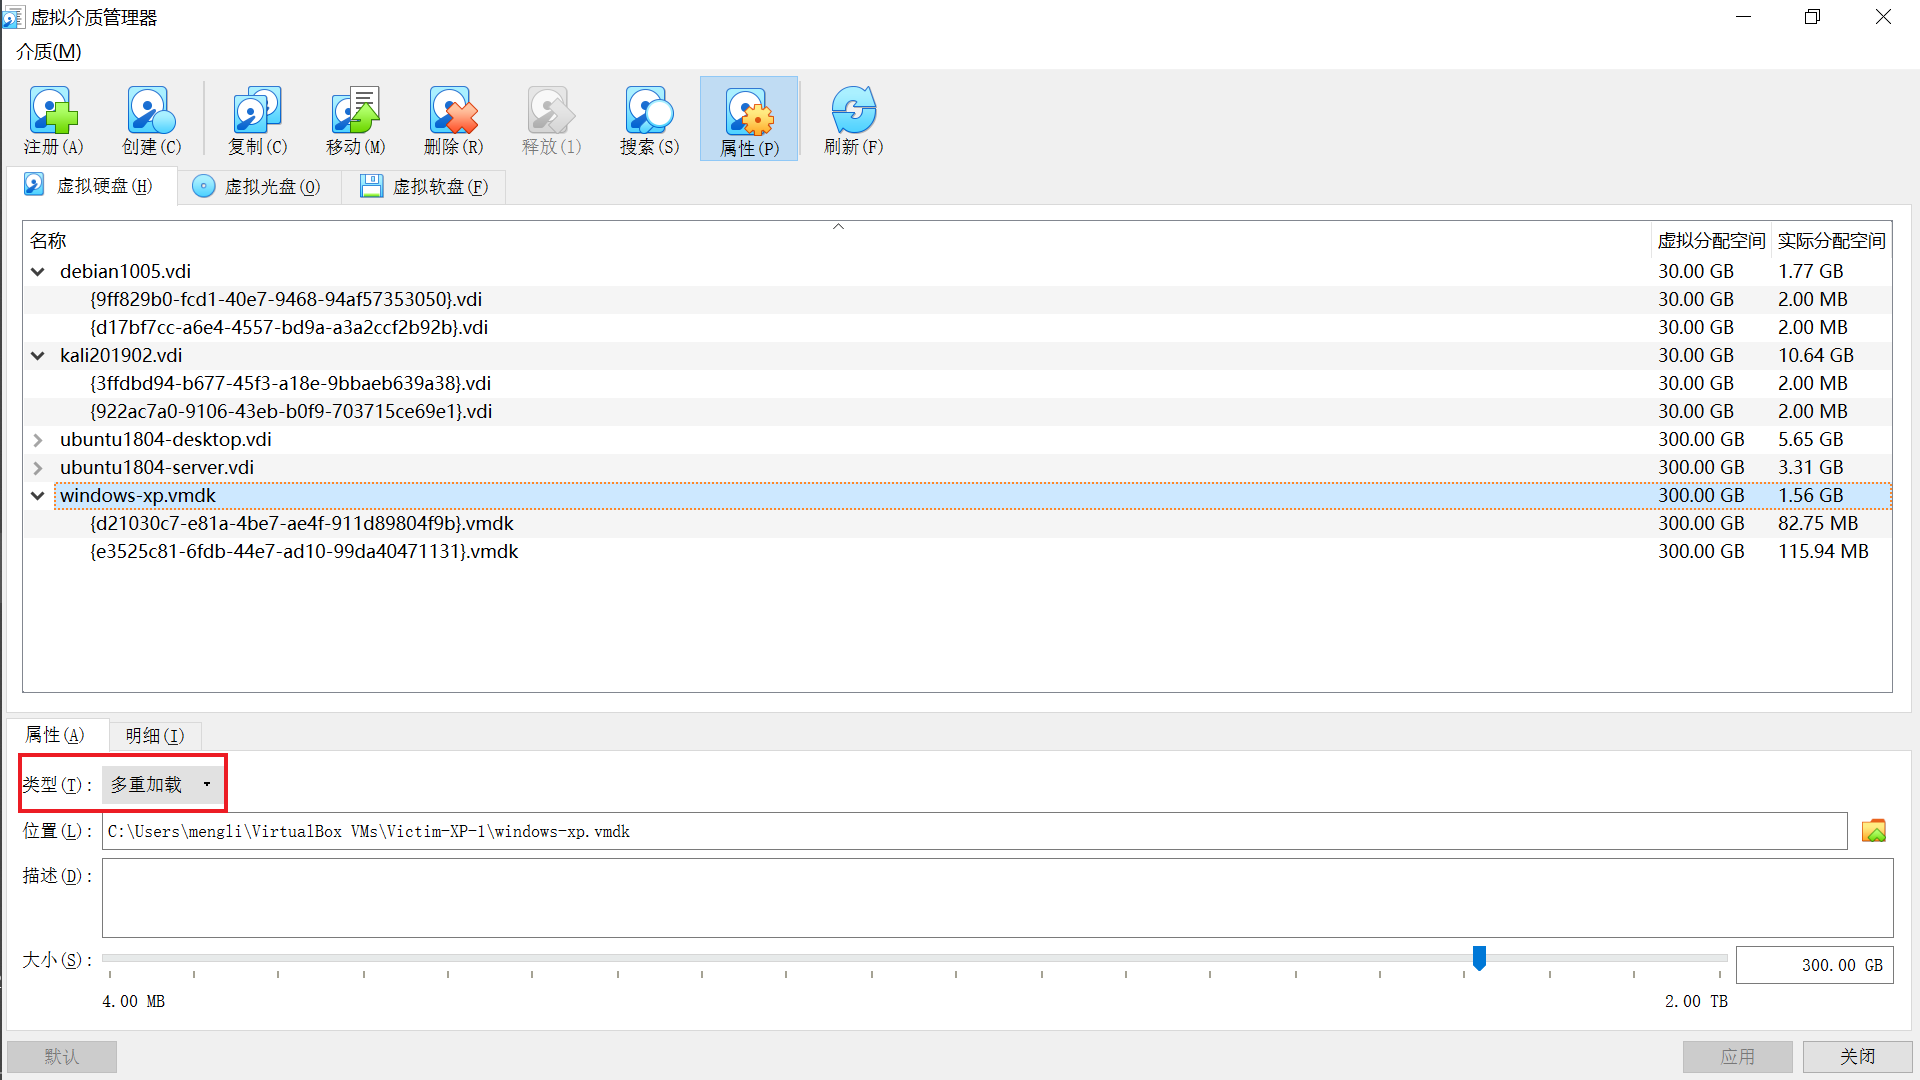 虚拟介质管理器
介质(M)
注册(A) 创建(C) 复制(C) 移动(M) 删除(R) 释放(l) 搜索(S) 属性(P) 刷新(F)
虚拟硬盘(H) 虚拟光盘(O) 虚拟软盘(F)
名称 虚拟分配空间 实际分配空间
debian1005.vdi 30.00 GB 1.77 GB
{9ff829b0-fcd1-40e7-9468-94af57353050}.vdi 30.00 GB 2.00 MB
{d17bf7cc-a6e4-4557-bd9a-a3a2ccf2b92b}.vdi 30.00 GB 2.00 MB
kali201902.vdi 30.00 GB 10.64 GB
{3ffdbd94-b677-45f3-a18e-9bbaeb639a38}.vdi 30.00 GB 2.00 MB
{922ac7a0-9106-43eb-b0f9-703715ce69e1}.vdi 30.00 GB 2.00 MB
ubuntu1804-desktop.vdi 300.00 GB 5.65 GB
ubuntu1804-server.vdi 300.00 GB 3.31 GB
windows-xp.vmdk 300.00 GB 1.56 GB
{d21030c7-e81a-4be7-ae4f-911d89804f9b}.vmdk 300.00 GB 82.75 MB
{e3525c81-6fdb-44e7-ad10-99da40471131}.vmdk 300.00 GB 115.94 MB
属性(A) 明细(I)
类型(T): 多重加载
位置(L): C:\Users\mengli\VirtualBox VMs\Victim-XP-1\windows-xp.vmdk
描述(D):
大小(S): 300.00 GB
4.00 MB 2.00 TB
默认 应用 关闭